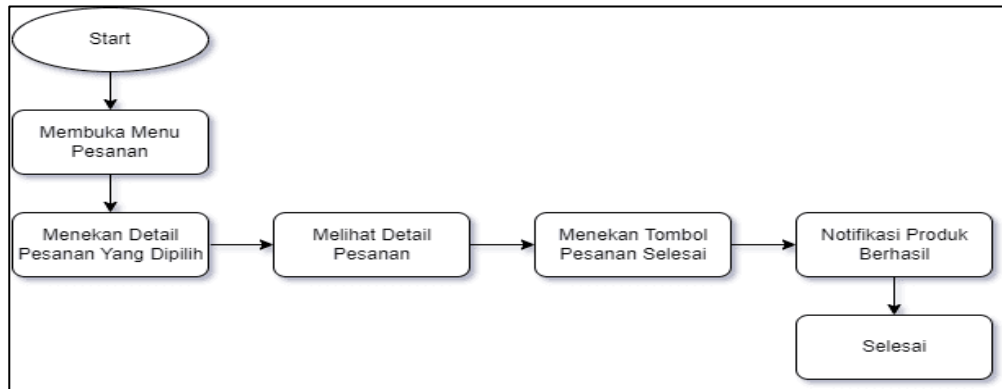 Start
Membuka Menu
Pesanan
Menekan Detail
Pesanan Yang Dipilih
Melihat Detail
Pesanan
Menekan Tombol
Pesanan Selesai
Notifikasi Produk
Berhasil
Selesai